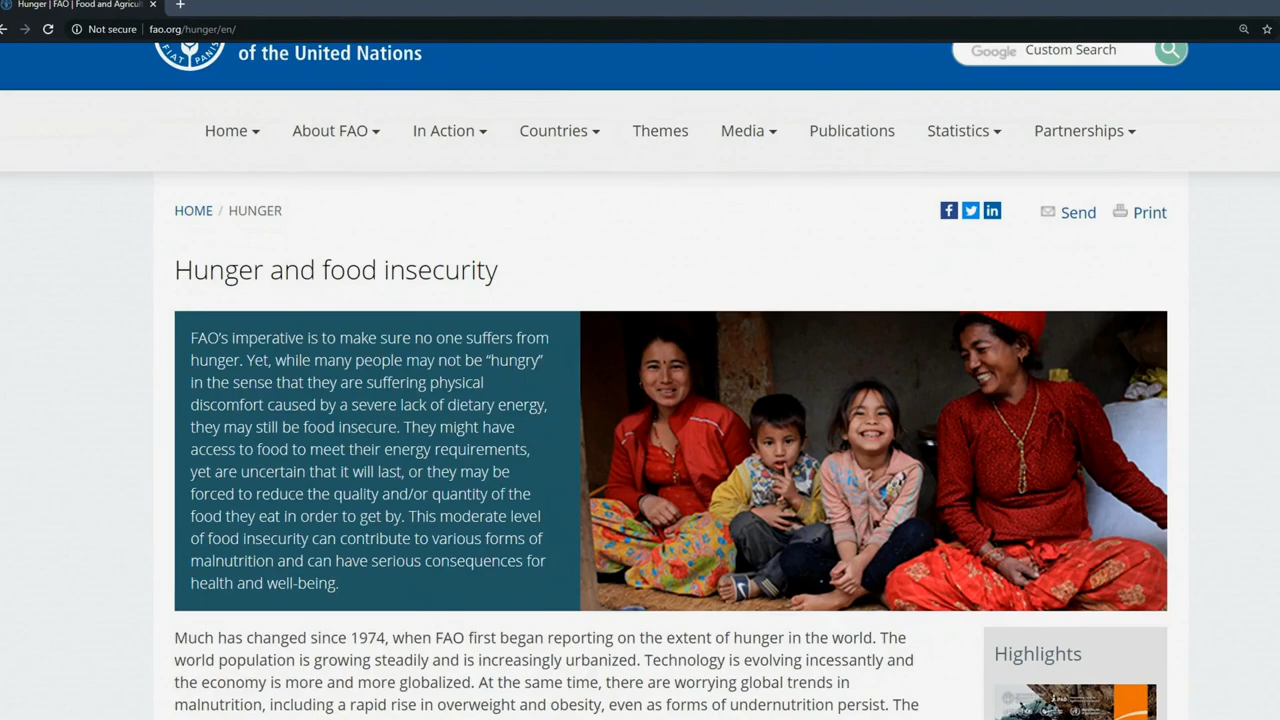 Hunger | FAO | Food and Agricul
Not secure fao.org/hunger/en/
FIAT PANIS
of the United Nations
Google Custom Search
Home About FAO In Action Countries Themes Media Publications Statistics Partnerships
HOME / HUNGER
Send Print
Hunger and food insecurity
FAO's imperative is to make sure no one suffers from
hunger. Yet, while many people may not be “hungry”
in the sense that they are suffering physical
discomfort caused by a severe lack of dietary energy,
they may still be food insecure. They might have
access to food to meet their energy requirements,
yet are uncertain that it will last, or they may be
forced to reduce the quality and/or quantity of the
food they eat in order to get by. This moderate level
of food insecurity can contribute to various forms of
malnutrition and can have serious consequences for
health and well-being.
Much has changed since 1974, when FAO first began reporting on the extent of hunger in the world. The
world population is growing steadily and is increasingly urbanized. Technology is evolving incessantly and
the economy is more and more globalized. At the same time, there are worrying global trends in
malnutrition, including a rapid rise in overweight and obesity, even as forms of undernutrition persist. The
Highlights